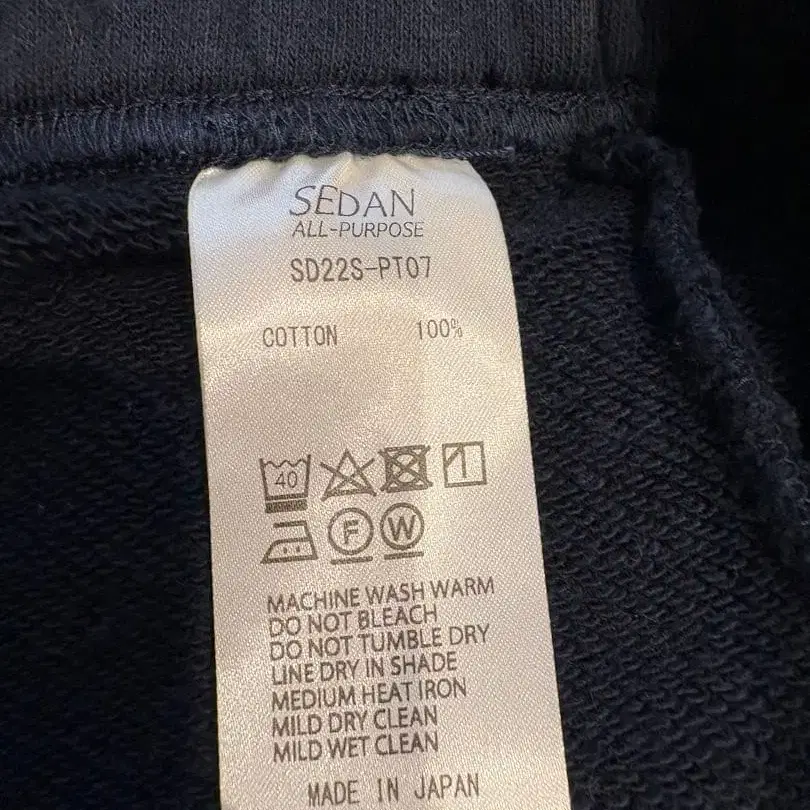 SEDAN
ALL-PURPOSE
SD22S-PT07
COTTON 100%
40
F W
MACHINE WASH WARM
DO NOT BLEACH
DO NOT TUMBLE DRY
LINE DRY IN SHADE
MEDIUM HEAT IRON
MILD DRY CLEAN
MILD WET CLEAN
MADE IN JAPAN